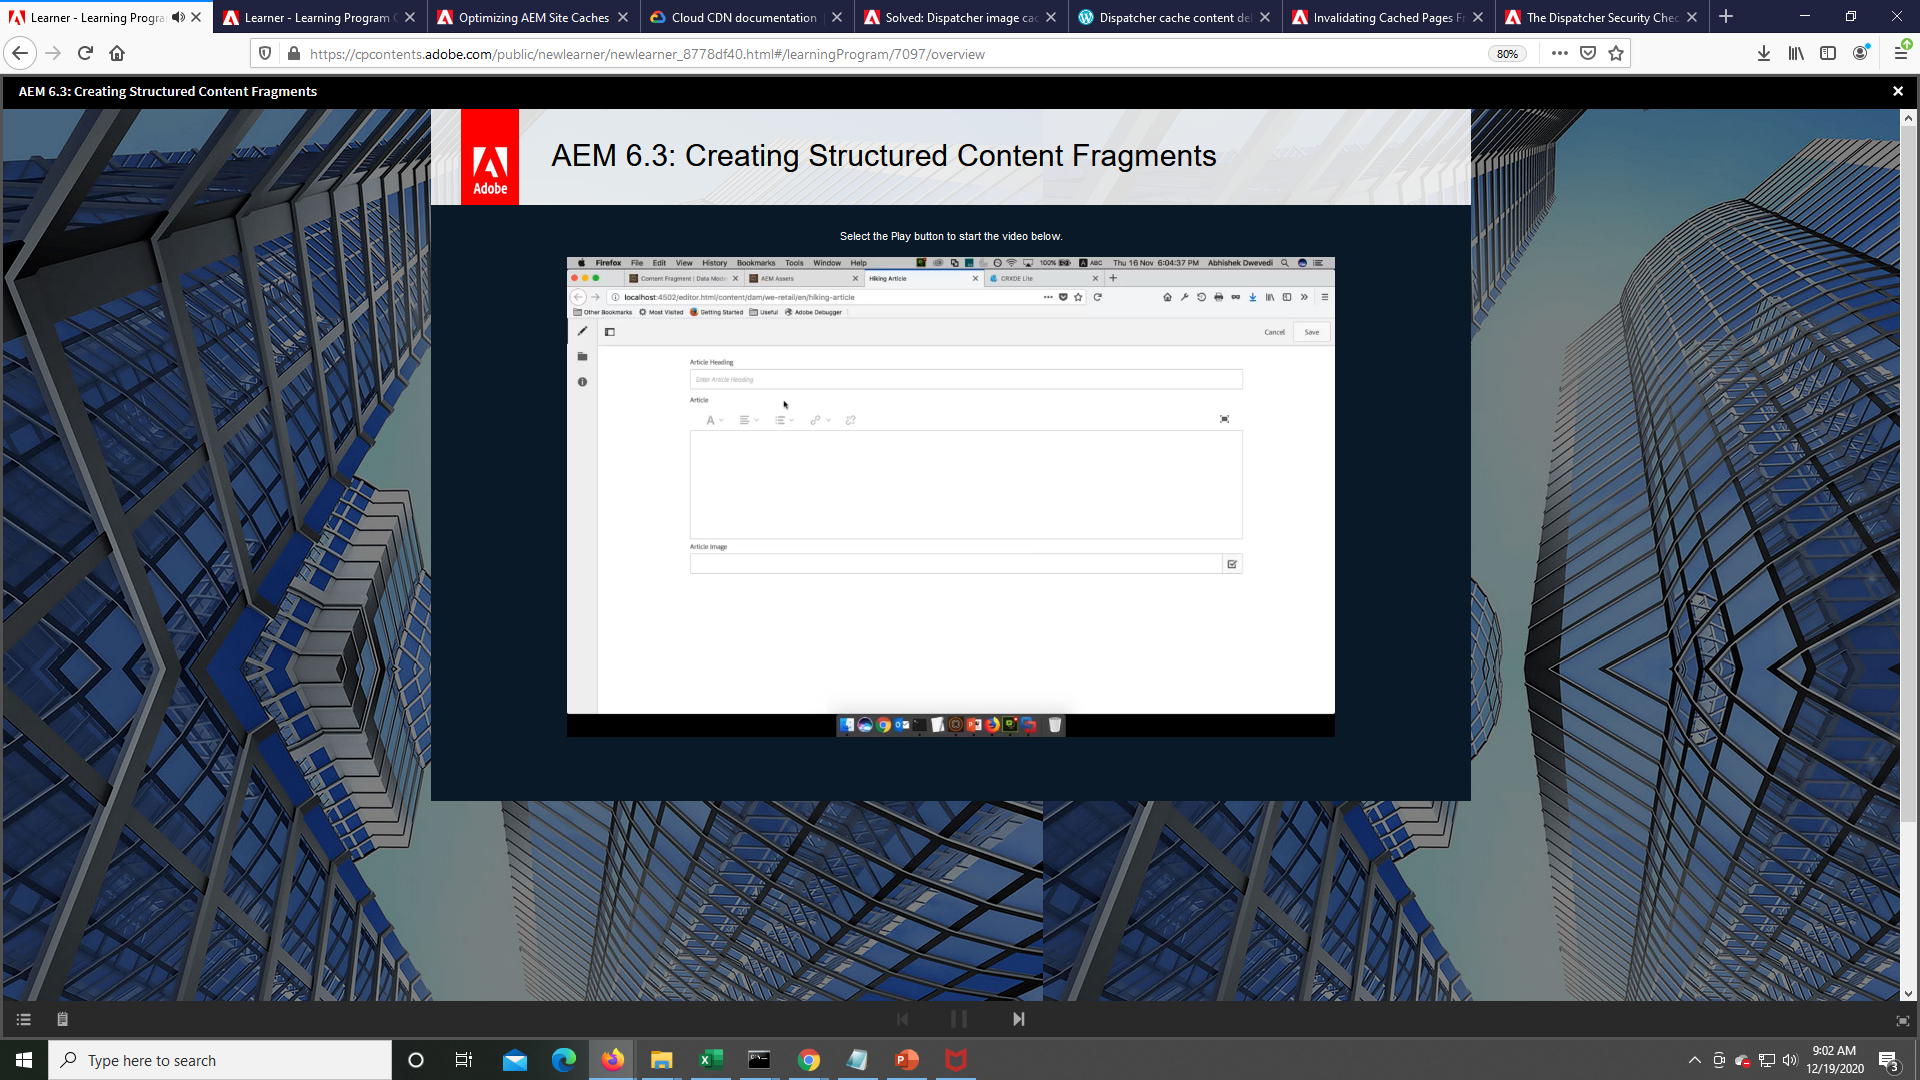 Learner - Learning Progra
Learner - Learning Program
Optimizing AEM Site Caches
Cloud CDN documentation
Solved: Dispatcher image ca
Dispatcher cache content de
Invalidating Cached Pages F
The Dispatcher Security Chec
https://cpcontents.adobe.com/public/newlearner/newlearner_8778df40.html#/learningProgram/7097/overview
80%
AEM 6.3: Creating Structured Content Fragments
Adobe
AEM 6.3: Creating Structured Content Fragments
Select the Play button to start the video below.
Firefox File Edit View History Bookmarks Tools Window Help
100% ABC Thu 16 Nov 6:04:37 PM Abhishek Dwevedi
Content Fragment | Data Mode
AEM Assets
Hiking Article
CRXDE Lite
localhost:4502/editor.html/content/dam/we-retail/en/hiking-article
Other Bookmarks Most Visited Getting Started Useful Adobe Debugger
Cancel Save
Article Heading
Enter Article Heading
Article
Article Image
Type here to search
9:02 AM
12/19/2020
3